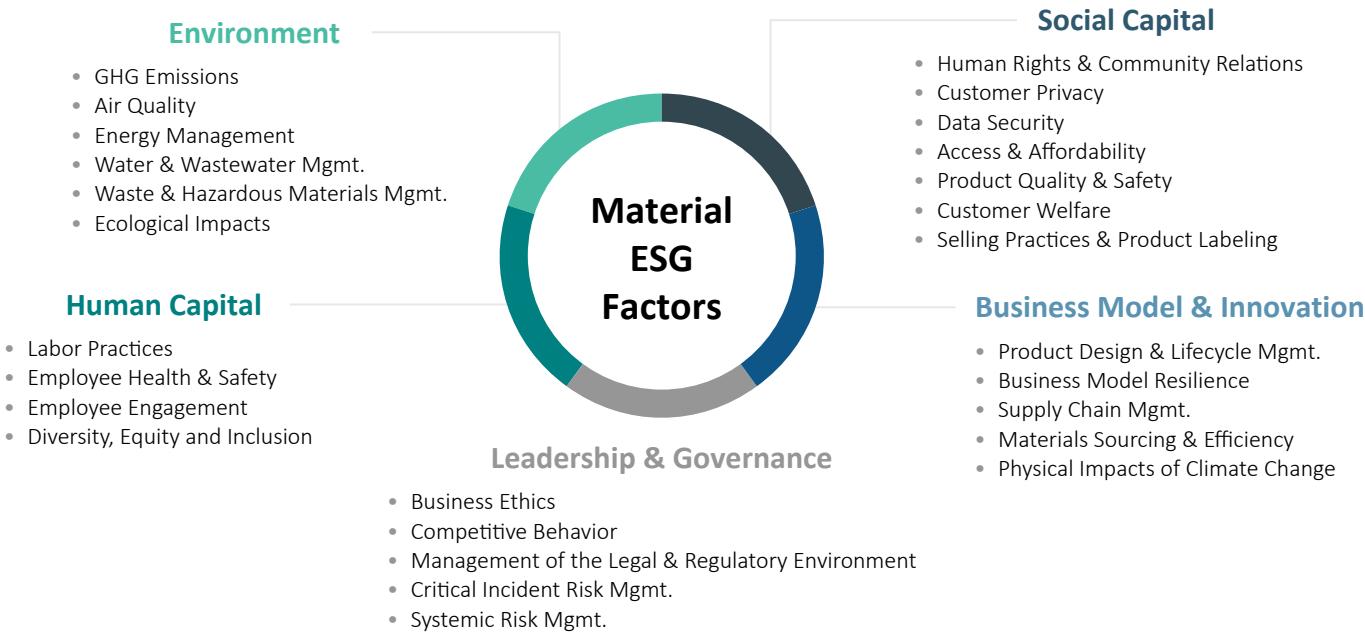 Environment
GHG Emissions
Air Quality
Energy Management
Water & Wastewater Mgmt.
Waste & Hazardous Materials Mgmt.
Ecological Impacts
Social Capital
Human Rights & Community Relations
Customer Privacy
Data Security
Access & Affordability
Product Quality & Safety
Customer Welfare
Selling Practices & Product Labeling
Material
ESG
Factors
Human Capital
Labor Practices
Employee Health & Safety
Employee Engagement
Diversity, Equity and Inclusion
Business Model & Innovation
Product Design & Lifecycle Mgmt.
Business Model Resilience
Supply Chain Mgmt.
Materials Sourcing & Efficiency
Physical Impacts of Climate Change
Leadership & Governance
Business Ethics
Competitive Behavior
Management of the Legal & Regulatory Environment
Critical Incident Risk Mgmt.
Systemic Risk Mgmt.